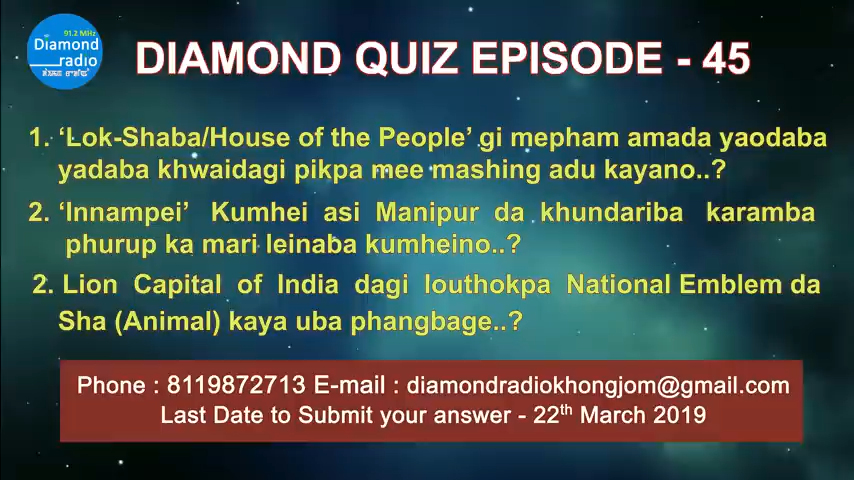 91.2 MHz
Diamond
radio
DIAMOND QUIZ EPISODE - 45
1. ‘Lok-Shaba/House of the People’ gi mepham amada yaodaba
yadaba khwaidagi pikpa mee mashing adu kayano..?
2. ‘Innampei’ Kumhei asi Manipur da khundariba karamba
phurup ka mari leinaba kumheino..?
2. Lion Capital of India dagi louthokpa National Emblem da
Sha (Animal) kaya uba phangbage..?
Phone : 8119872713 E-mail : diamondradiokhongjom@gmail.com
Last Date to Submit your answer - 22th March 2019